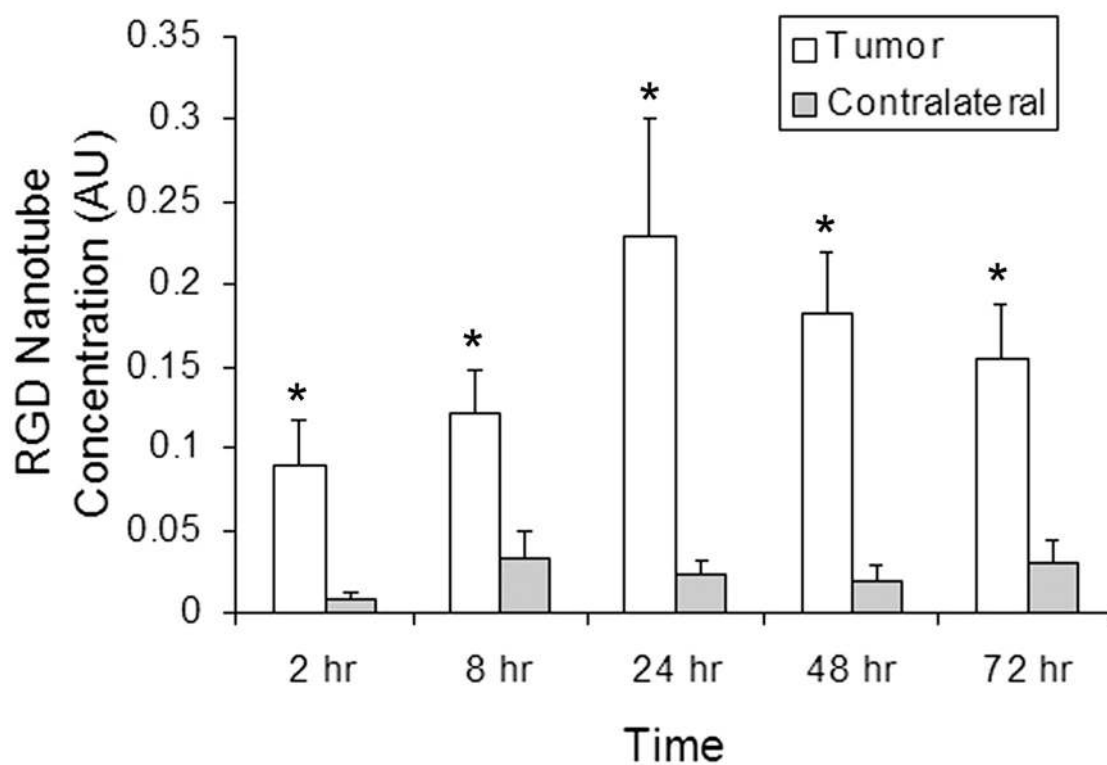 RGD Nanotube
Concentration (AU)
0.35
0.3
0.25
0.2
0.15
0.1
0.05
0
Tumor
Contralateral
*
*
*
*
*
2 hr
8 hr
24 hr
48 hr
72 hr
Time